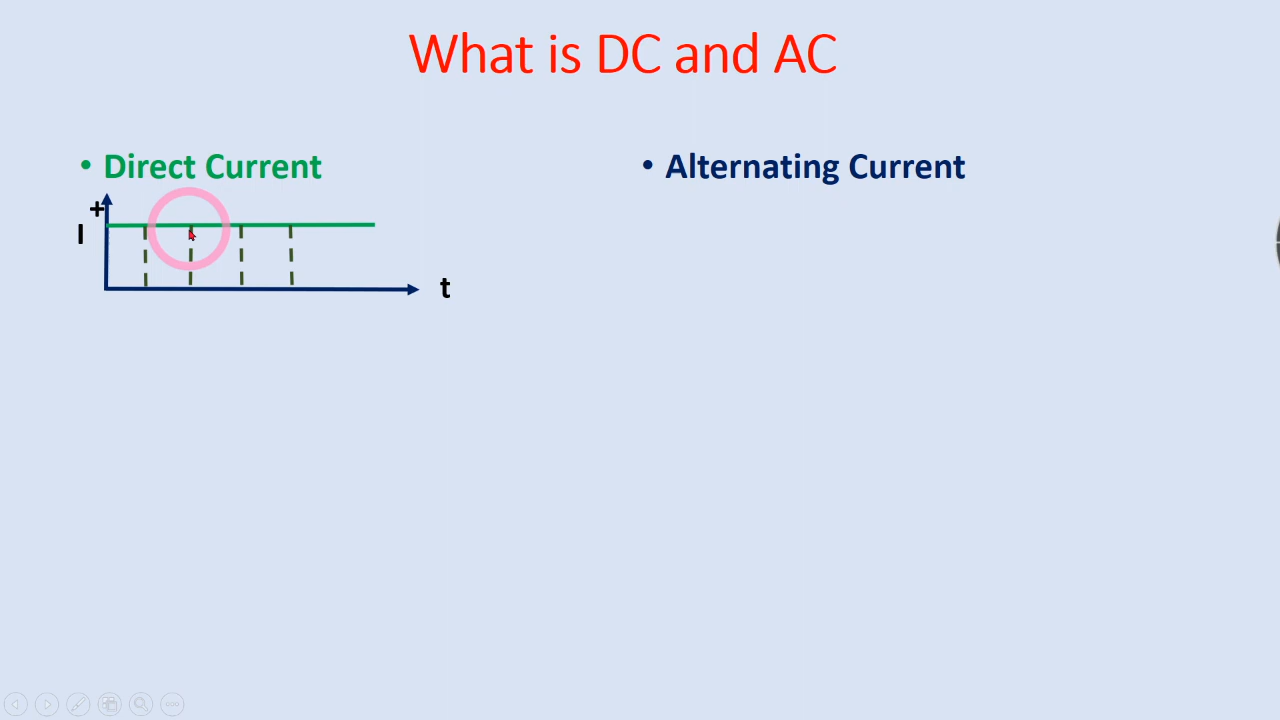 What is DC and AC
• Direct Current
• Alternating Current
+
I
t